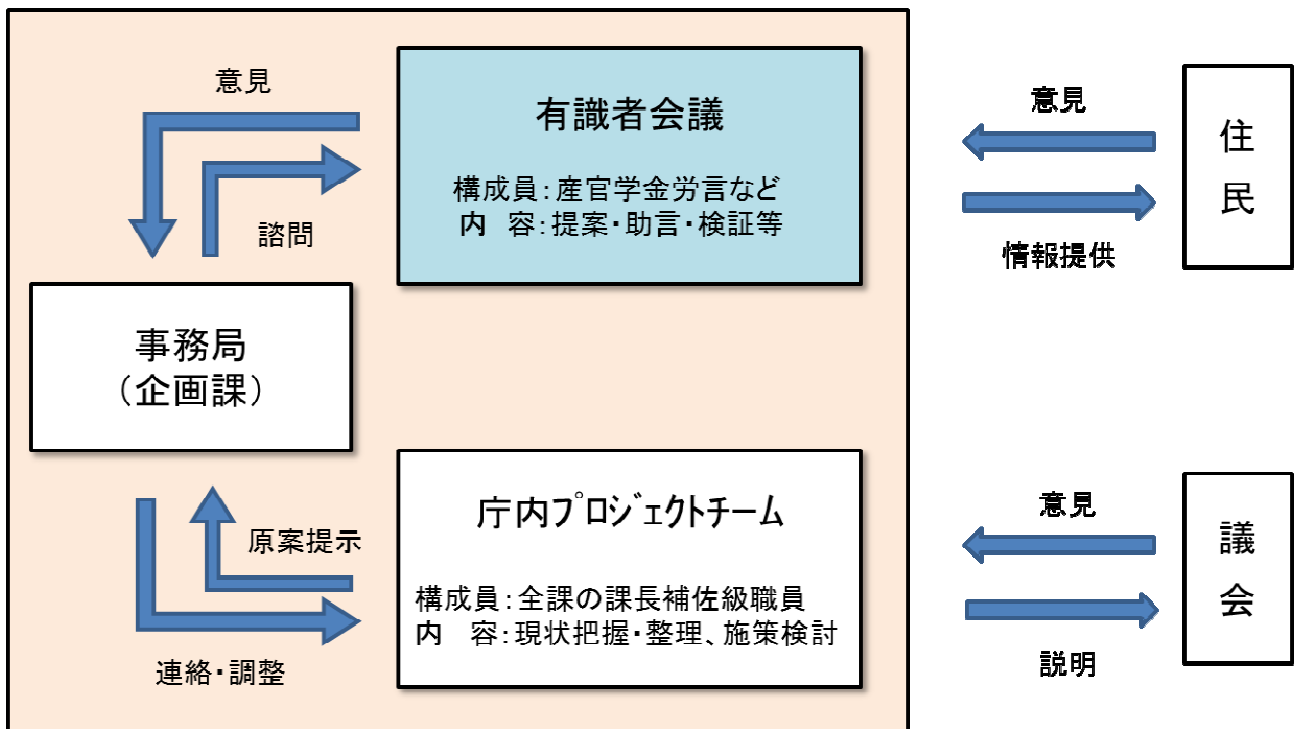 意見
有識者会議
構成員：産官学金労言など
内　容：提案・助言・検証等
諮問
事務局
（企画課）
庁内プロジェクトチーム
構成員：全課の課長補佐級職員
内　容：現状把握・整理、施策検討
原案提示
連絡・調整
意見
情報提供
住民
意見
説明
議会